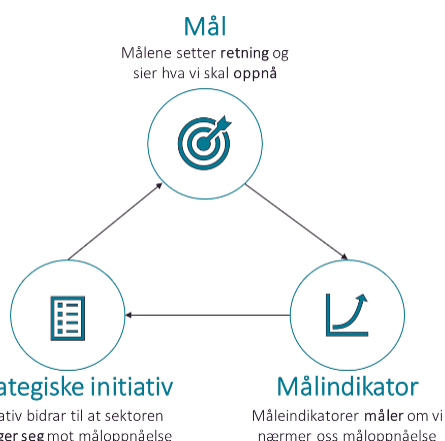 Mål
Målene setter retning og
sier hva vi skal oppnå
ategiske initiativ
Målindikator
ativ bidrar til at sektoren
ger seg mot måloppnåelse
Måleindikatorer måler om vi
nærmer oss måloppnåelse